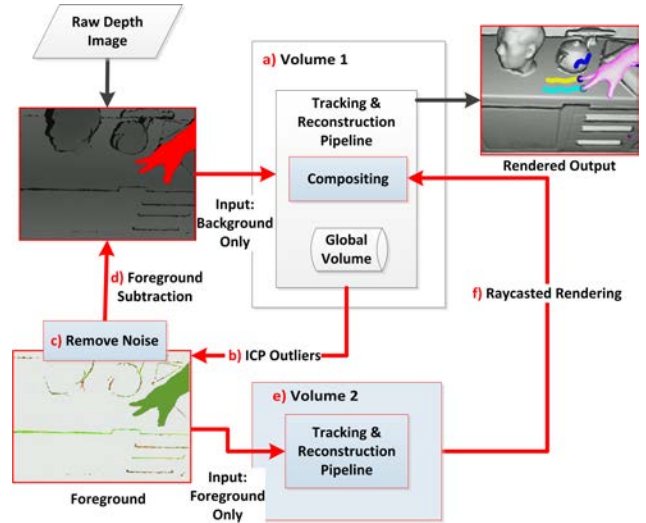 Raw Depth
Image
a) Volume 1
Tracking &
Reconstruction
Pipeline
Compositing
Global
Volume
Rendered Output
Input:
Background
Only
d) Foreground
Subtraction
c) Remove Noise
b) ICP Outliers
f) Raycasted Rendering
e) Volume 2
Tracking &
Reconstruction
Pipeline
Input:
Foreground
Only
Foreground